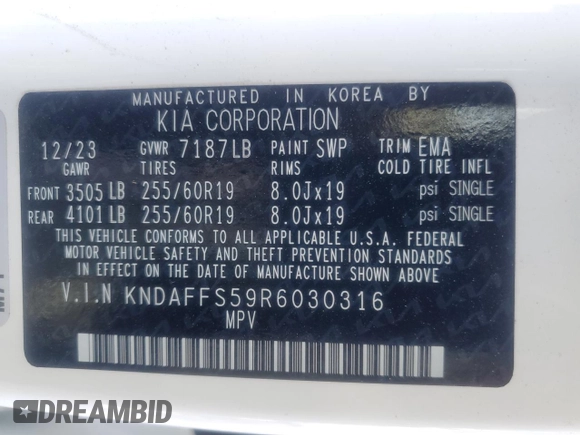 MANUFACTURED IN KOREA BY
KIA CORPORATION
12/23 GVWR 7187LB PAINT SWP TRIM EMA
GAWR TIRES RIMS COLD TIRE INFL
FRONT 3505 LB 255/60R19 8.0Jx19 psi SINGLE
REAR 4101 LB 255/60R19 8.0Jx19 psi SINGLE
THIS VEHICLE CONFORMS TO ALL APPLICABLE U.S.A. FEDERAL
MOTOR VEHICLE SAFETY AND THEFT PREVENTION STANDARDS
IN EFFECT ON THE DATE OF MANUFACTURE SHOWN ABOVE.
V.I.N KNDAFFS59R6030316
MPV
DREAMBID